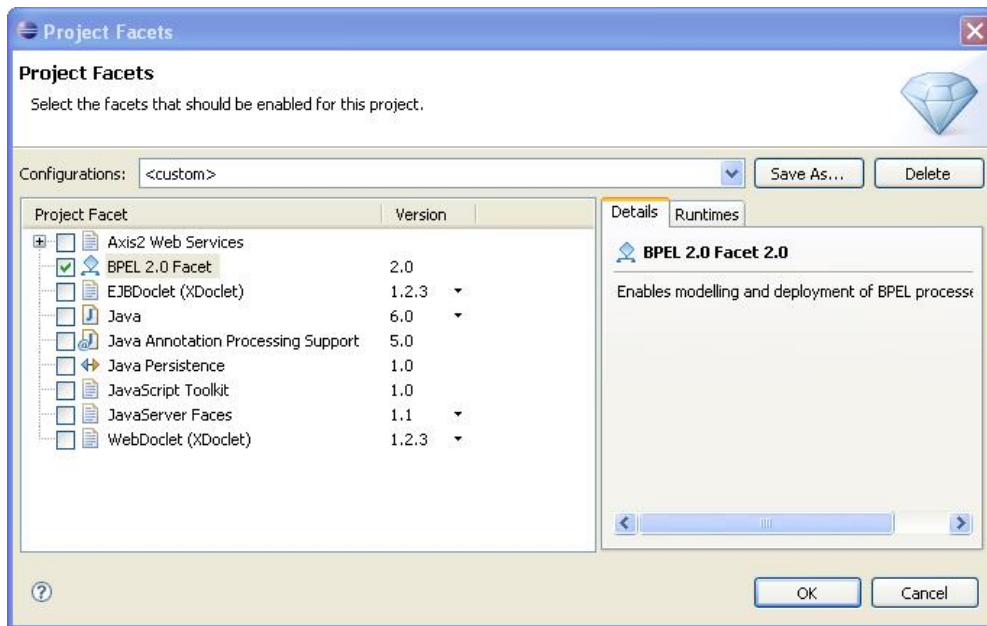 Project Facets
Project Facets
Select the facets that should be enabled for this project.
Configurations: <custom> Save As... Delete
Project Facet Version
Axis2 Web Services
BPEL 2.0 Facet 2.0
EJBDoclet (XDoclet) 1.2.3
Java 6.0
Java Annotation Processing Support 5.0
Java Persistence 1.0
JavaScript Toolkit 1.0
JavaServer Faces 1.1
WebDoclet (XDoclet) 1.2.3
Details Runtimes
BPEL 2.0 Facet 2.0
Enables modelling and deployment of BPEL processe
OK Cancel